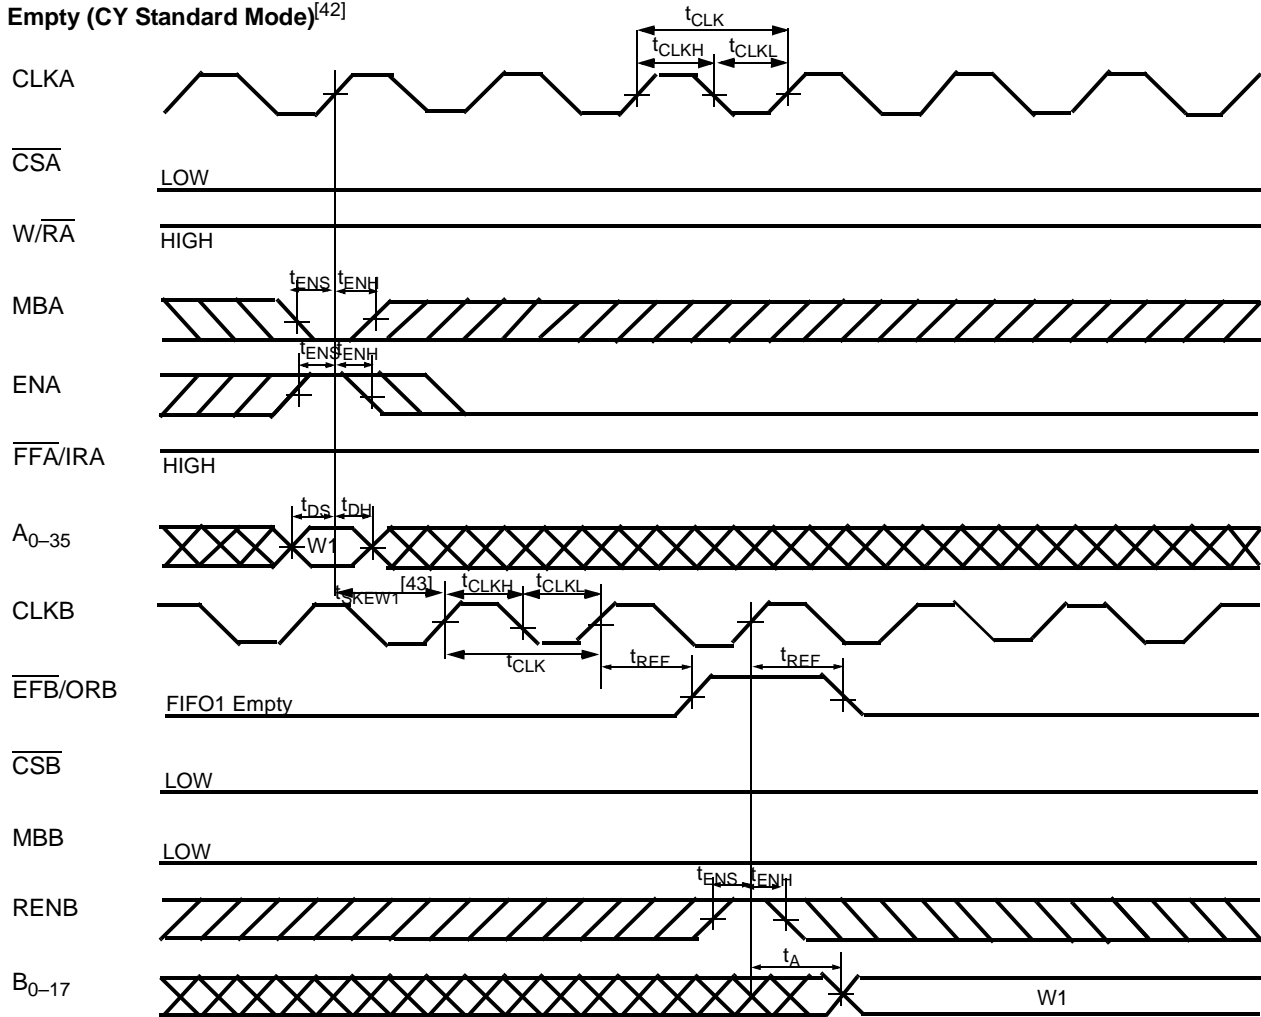 Empty (CY Standard Mode)[42]
tCLK
tCLKH tCLKL
CLKA
CSA
LOW
W/RA
HIGH
tENS tENH
MBA
tENS tENH
ENA
FFA/IRA
HIGH
tDS tDH
A0–35
W1
tSKEW1[43] tCLKH tCLKL
CLKB
tCLK
tREF tREF
EFB/ORB
FIFO1 Empty
CSB
LOW
MBB
LOW
tENS tENH
RENB
tA
B0–17
W1